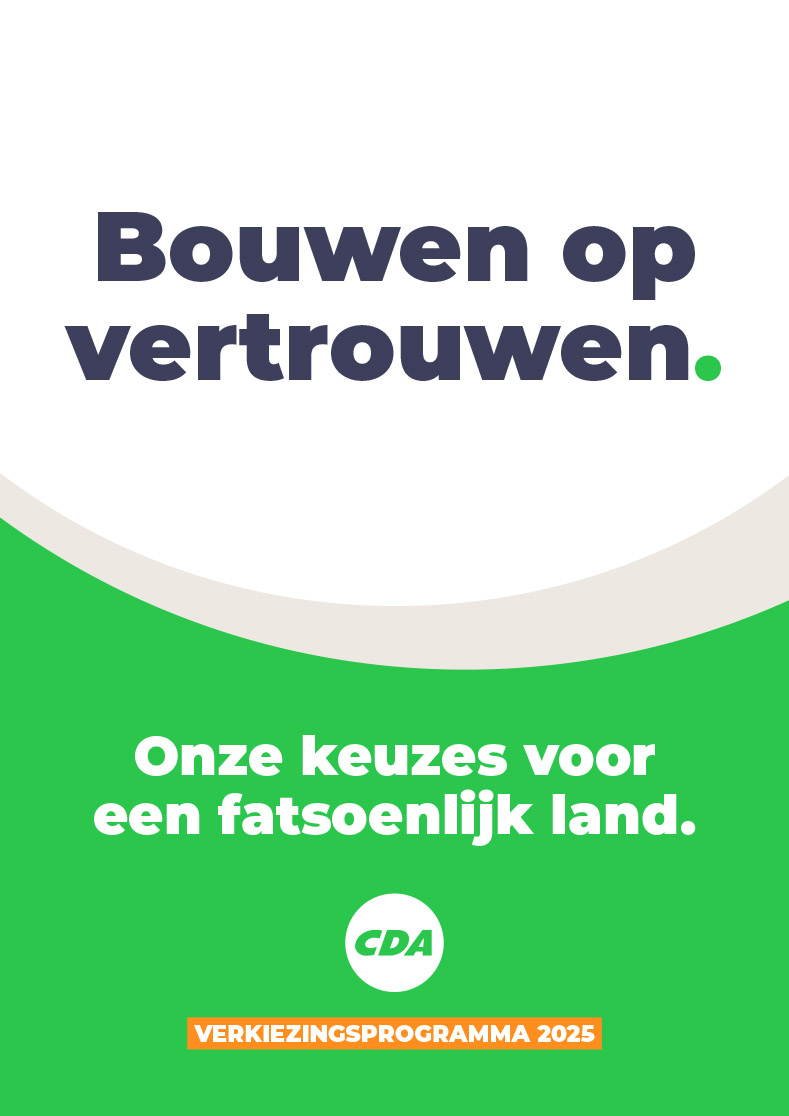 Bouwen op
vertrouwen.
Onze keuzes voor
een fatsoenlijk land.
CDA
VERKIEZINGSPROGRAMMA 2025